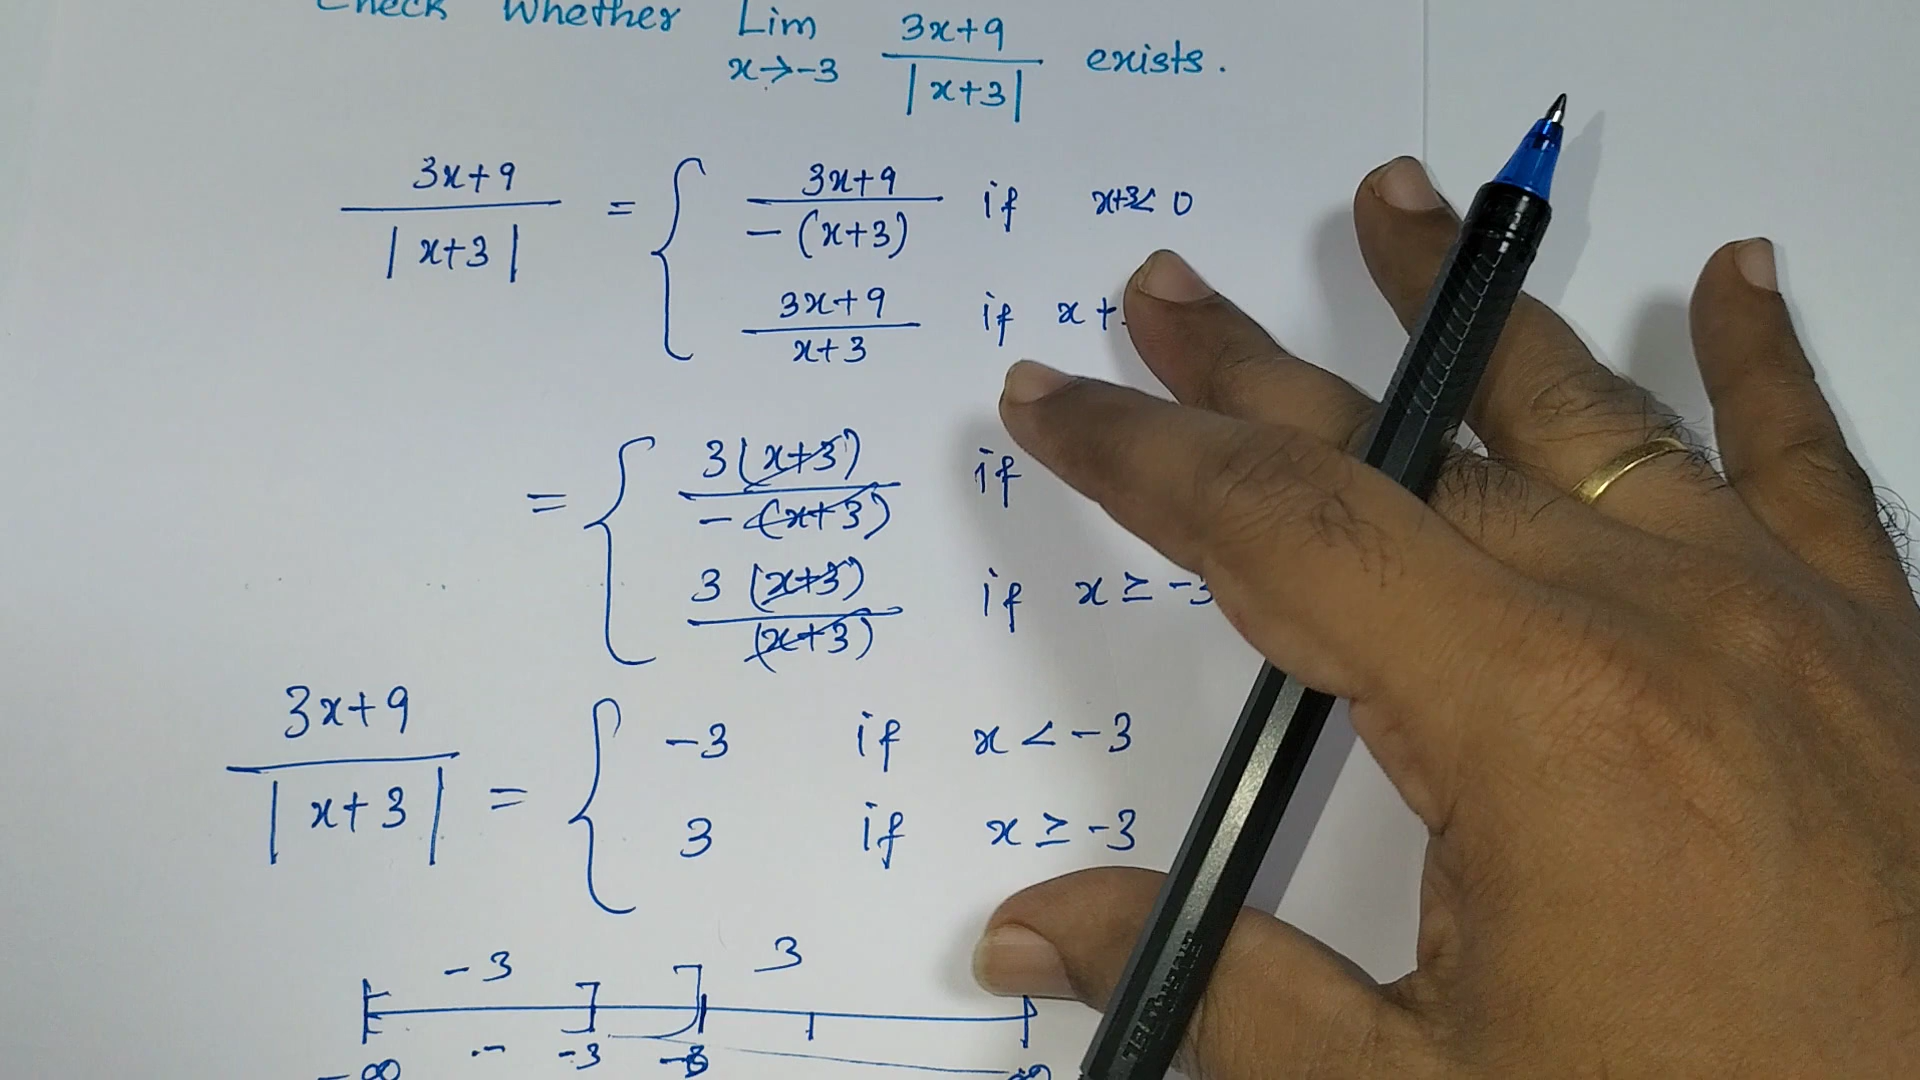 Check Whether Lim x→-3 3x+9 / |x+3| exists.
3x+9 / |x+3| = { 3x+9 / -(x+3) if x+3< 0
3x+9 / x+3 if x+
= { 3(x+3) / -(x+3) if
3(x+3) / (x+3) if x ≥ -3
3x+9 / |x+3| = { -3 if x < -3
3 if x ≥ -3
-3 3
-∞ -3 -3 ∞